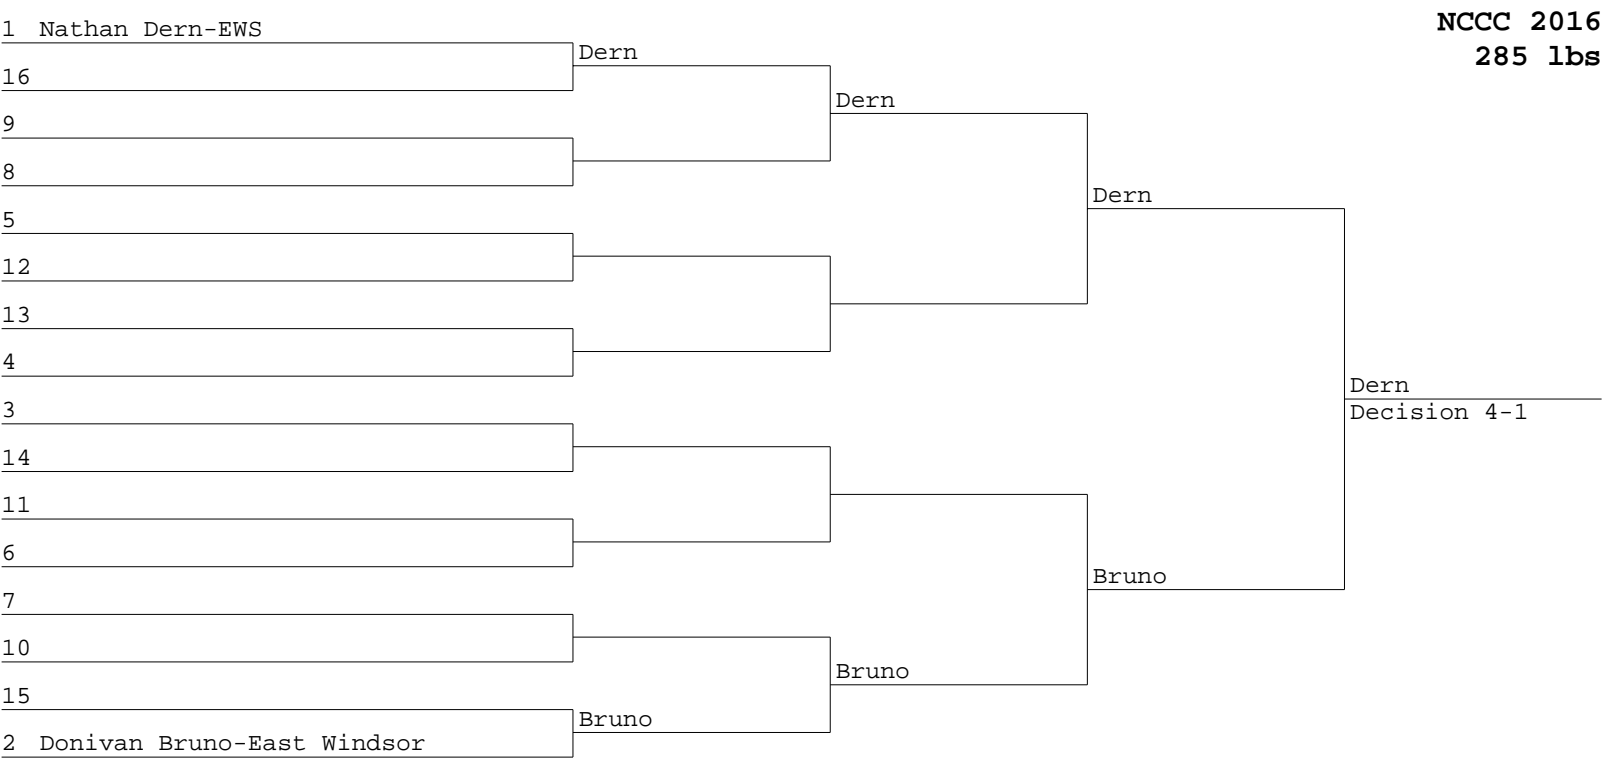 NCCC 2016
285 lbs
1 Nathan Dern-EWS
Dern
16
Dern
9
8
Dern
5
12
13
4
Dern
Decision 4-1
3
14
11
6
Bruno
7
10
Bruno
15
Bruno
2 Donivan Bruno-East Windsor